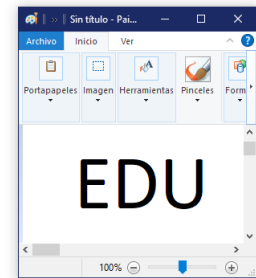 Sin título - Pai...
Archivo Inicio Ver
Portapapeles Imagen Herramientas Pinceles Form
EDU
100%